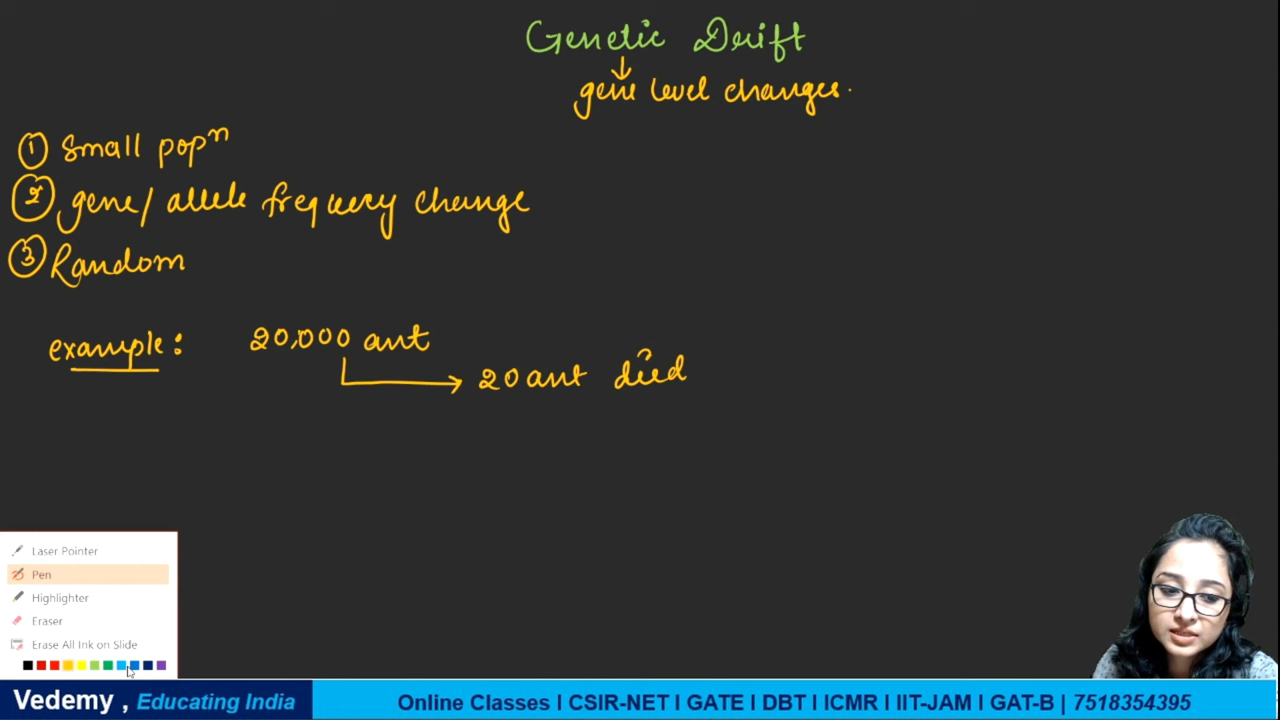 Genetic Drift
↓
gene level changes.
① Small popⁿ
② gene/ allele frequency change
③ Random
example: 20,000 ant
→ 20 ant died
Laser Pointer
Pen
Highlighter
Eraser
Erase All Ink on Slide
Vedemy , Educating India
Online Classes I CSIR-NET I GATE I DBT I ICMR I IIT-JAM I GAT-B | 7518354395